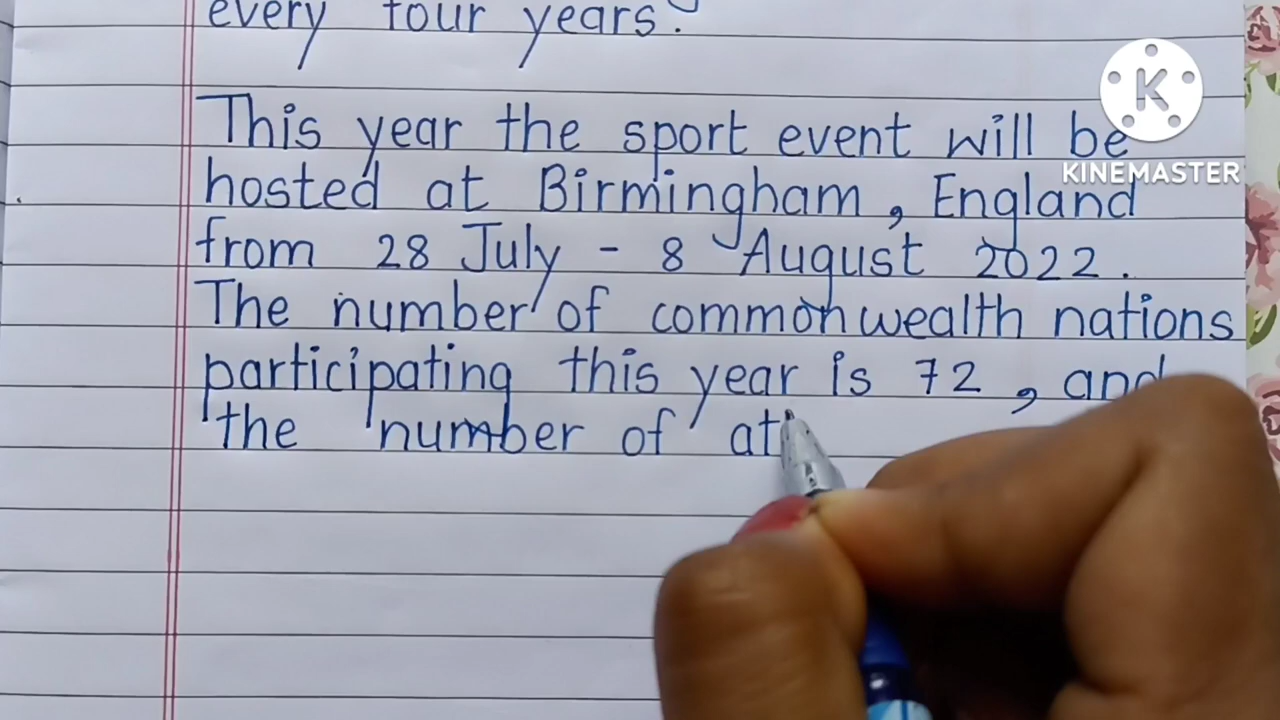 every four years.
This year the sport event will be
hosted at Birmingham, England
from 28 July - 8 August 2022.
The number of commonwealth nations
participating this year is 72, and
the number of at
K
KINEMASTER